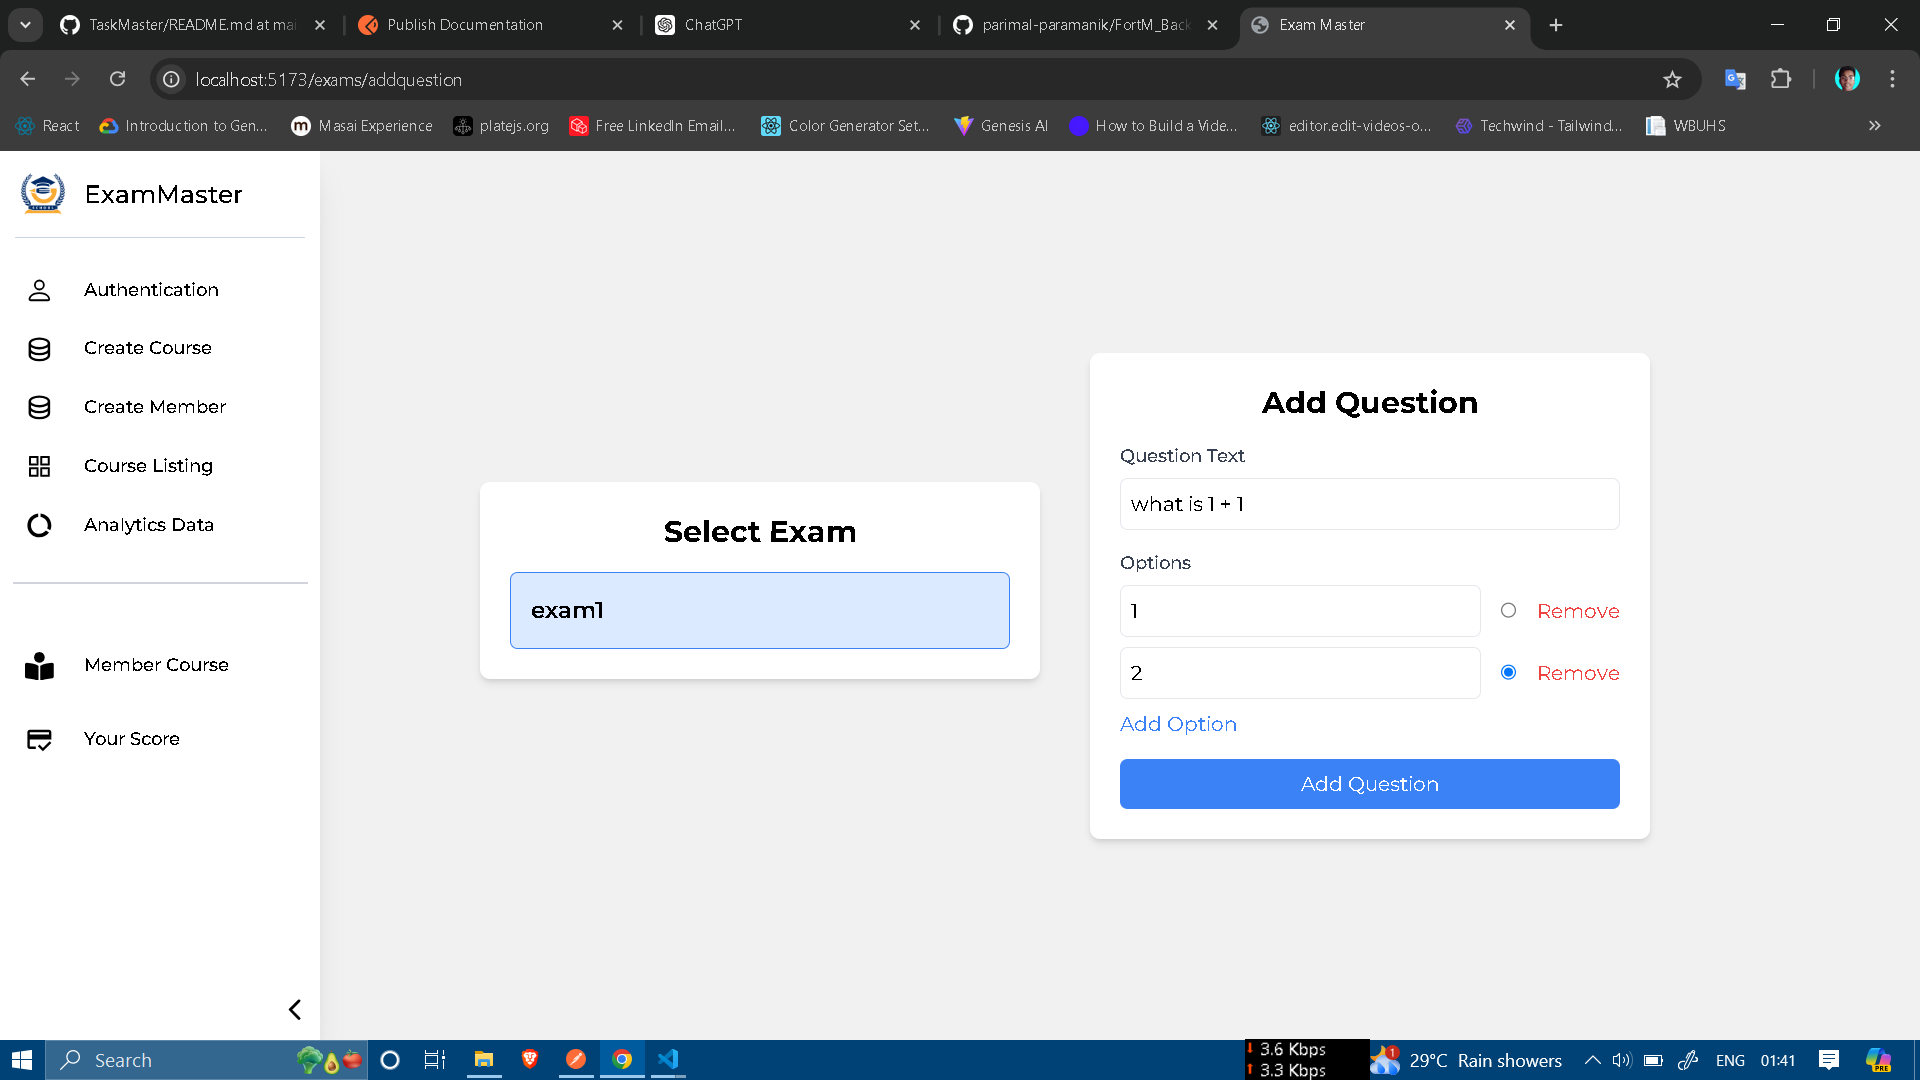 TaskMaster/README.md at mai
Publish Documentation
ChatGPT
parimal-paramanik/FortM_Back
Exam Master
localhost:5173/exams/addquestion
React
Introduction to Gen...
Masai Experience
platejs.org
Free LinkedIn Email...
Color Generator Set...
Genesis AI
How to Build a Vide...
editor.edit-videos-o...
Techwind - Tailwind...
WBUHS
ExamMaster
Authentication
Create Course
Create Member
Course Listing
Analytics Data
Member Course
Your Score
Select Exam
exam1
Add Question
Question Text
what is 1 + 1
Options
1
Remove
2
Remove
Add Option
Add Question
Search
3.6 Kbps
3.3 Kbps
1
29°C Rain showers
ENG
01:41
PRE